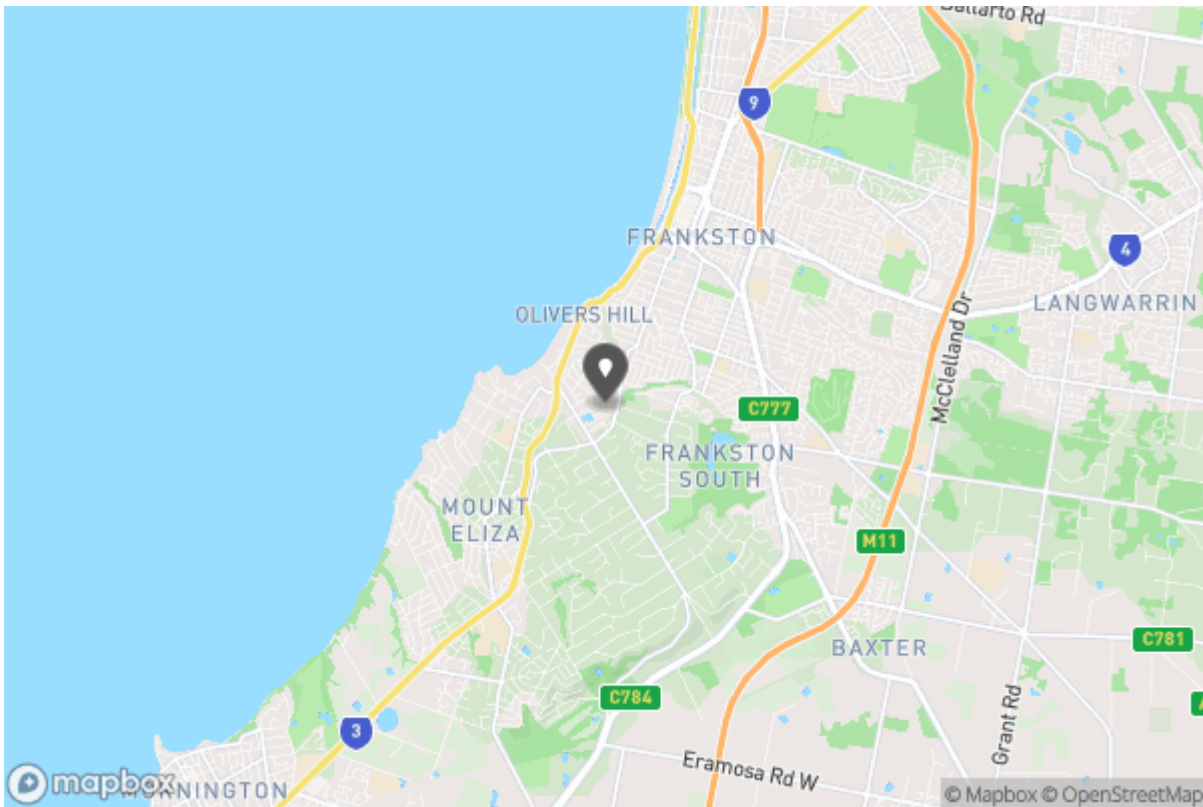 Ballarto Rd
9
FRANKSTON
4
LANGWARRIN
OLIVERS HILL
McClelland Dr
C777
FRANKSTON
SOUTH
MOUNT
ELIZA
M11
BAXTER
C781
C784
Grant Rd
3
Eramosa Rd W
mapbox
MORNINGTON
© Mapbox © OpenStreetMap